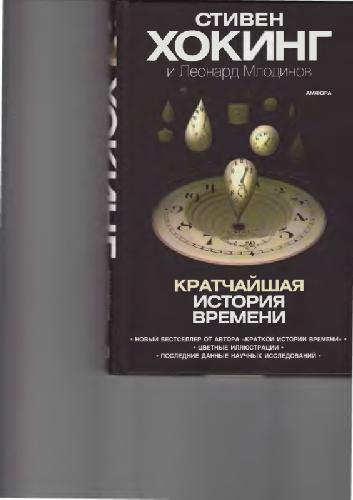 СТИВЕН
ХОКИНГ
и Леонард Млодинов
АМФОРА
КРАТЧАЙШАЯ
ИСТОРИЯ
ВРЕМЕНИ
• НОВЫЙ БЕСТСЕЛЛЕР ОТ АВТОРА «КРАТКОЙ ИСТОРИИ ВРЕМЕНИ» •
• ЦВЕТНЫЕ ИЛЛЮСТРАЦИИ •
• ПОСЛЕДНИЕ ДАННЫЕ НАУЧНЫХ ИССЛЕДОВАНИЙ •
ХОКИНГ